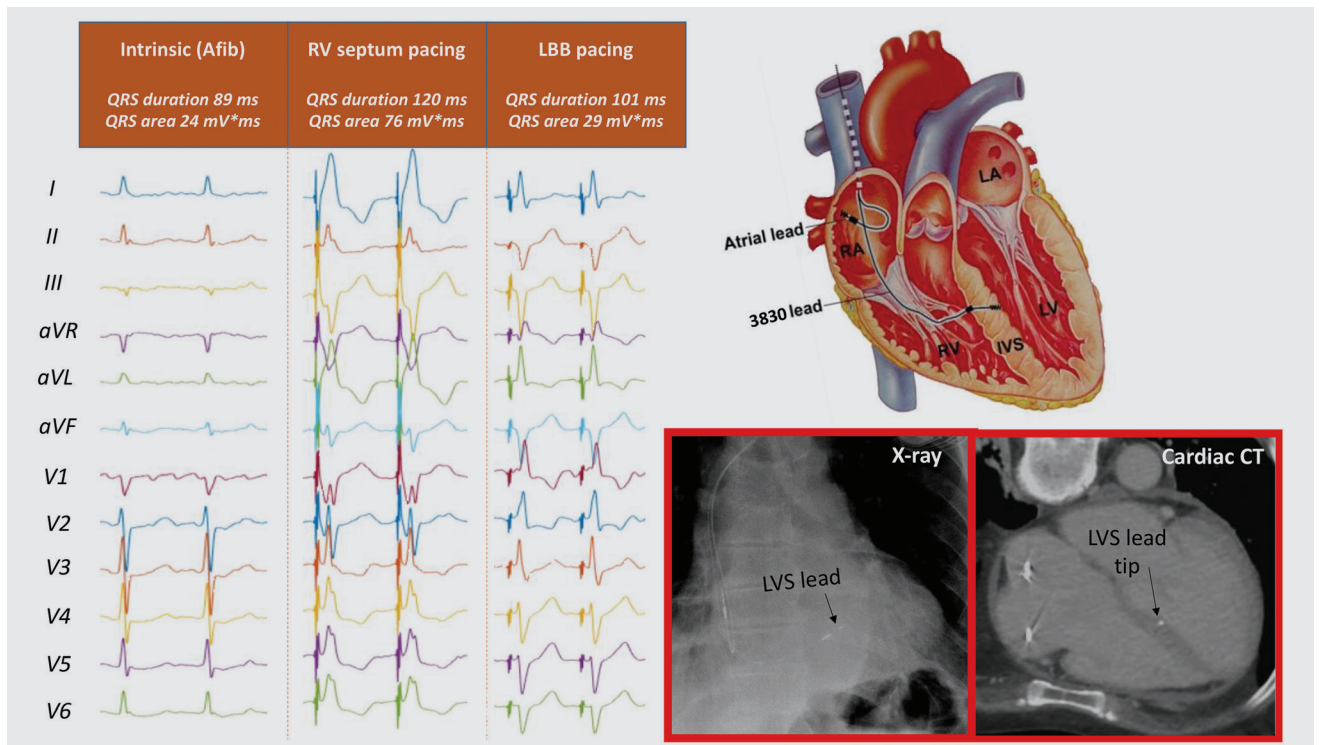 Intrinsic (Afib)
QRS duration 89 ms
QRS area 24 mV*ms
RV septum pacing
QRS duration 120 ms
QRS area 76 mV*ms
LBB pacing
QRS duration 101 ms
QRS area 29 mV*ms
I
II
III
aVR
aVL
aVF
V1
V2
V3
V4
V5
V6
LA
Atrial lead
RA
3830 lead
LV
RV
IVS
X-ray
LVS lead
Cardiac CT
LVS lead
tip